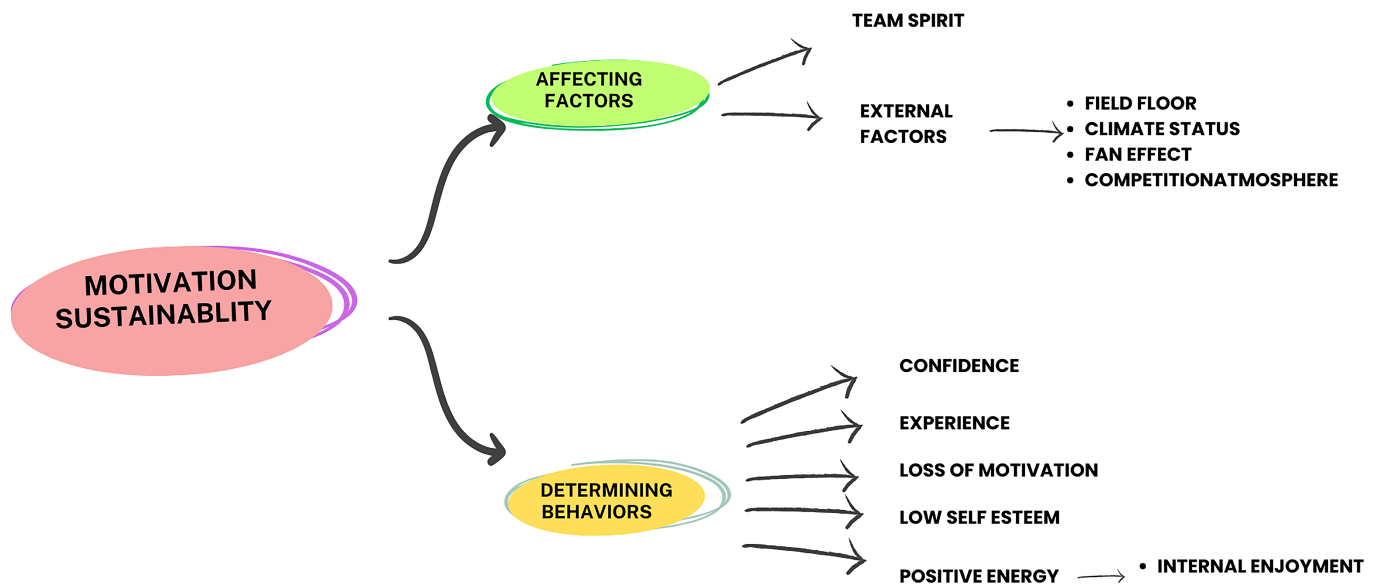 TEAM SPIRIT
AFFECTING
FACTORS
EXTERNAL
FACTORS
• FIELD FLOOR
• CLIMATE STATUS
• FAN EFFECT
• COMPETITIONATMOSPHERE
MOTIVATION
SUSTAINABLITY
CONFIDENCE
EXPERIENCE
LOSS OF MOTIVATION
DETERMINING
BEHAVIORS
LOW SELF ESTEEM
POSITIVE ENERGY
• INTERNAL ENJOYMENT